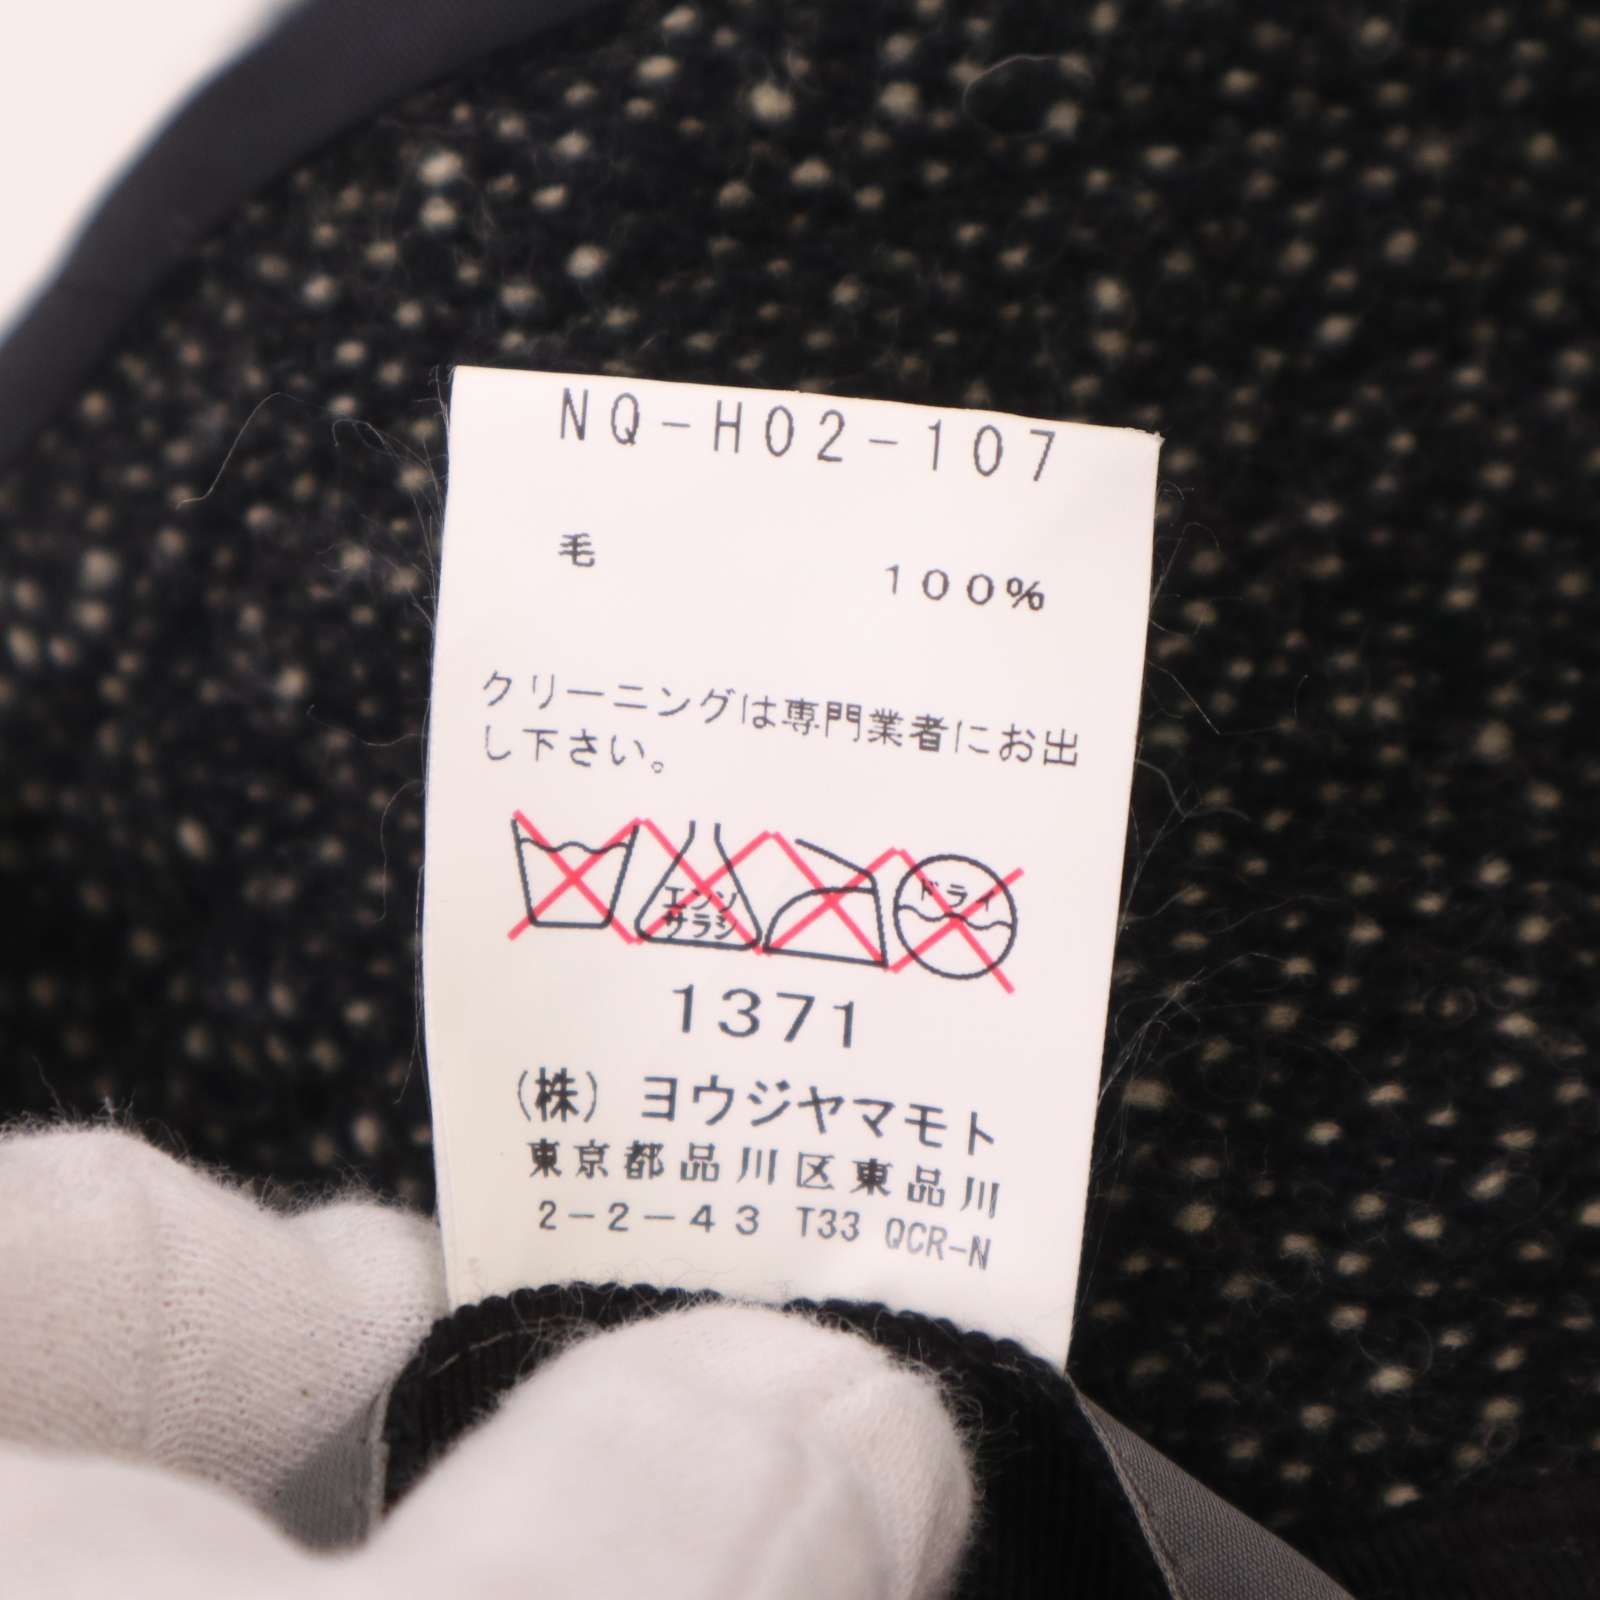 NQ-H02-107
毛 100%
クリーニングは専門業者にお出
し下さい。
エンソ
サラシ
ドライ
1371
(株) ヨウジヤマモト
東京都品川区東品川
2-2-43 T33 QCR-N